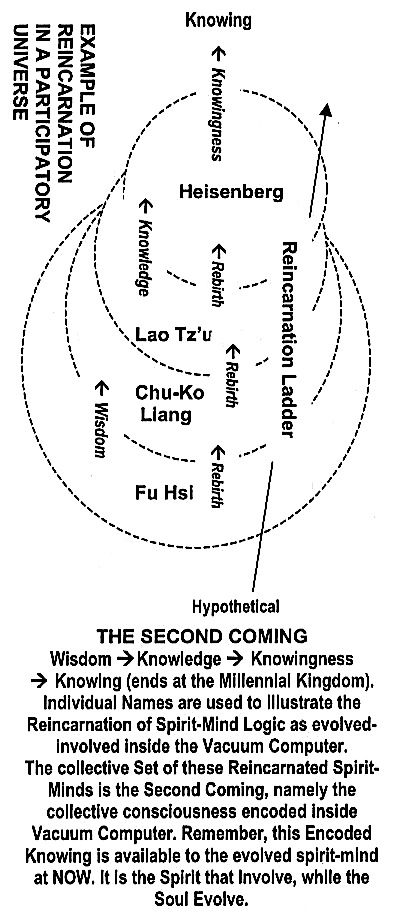 EXAMPLE OF
REINCARNATION
IN A PARTICIPATORY
UNIVERSE
Knowing
← Knowingness
Heisenberg
← Knowledge
← Rebirth
Reincarnation Ladder
Lao Tz'u
← Rebirth
Chu-Ko
Liang
← Wisdom
← Rebirth
Fu Hsi
Hypothetical
THE SECOND COMING
Wisdom → Knowledge → Knowingness
→ Knowing (ends at the Millennial Kingdom).
Individual Names are used to Illustrate the
Reincarnation of Spirit-Mind Logic as evolved-
involved inside the Vacuum Computer.
The collective Set of these Reincarnated Spirit-
Minds is the Second Coming, namely the
collective consciousness encoded inside
Vacuum Computer. Remember, this Encoded
Knowing is available to the evolved spirit-mind
at NOW. It is the Spirit that Involve, while the
Soul Evolve.